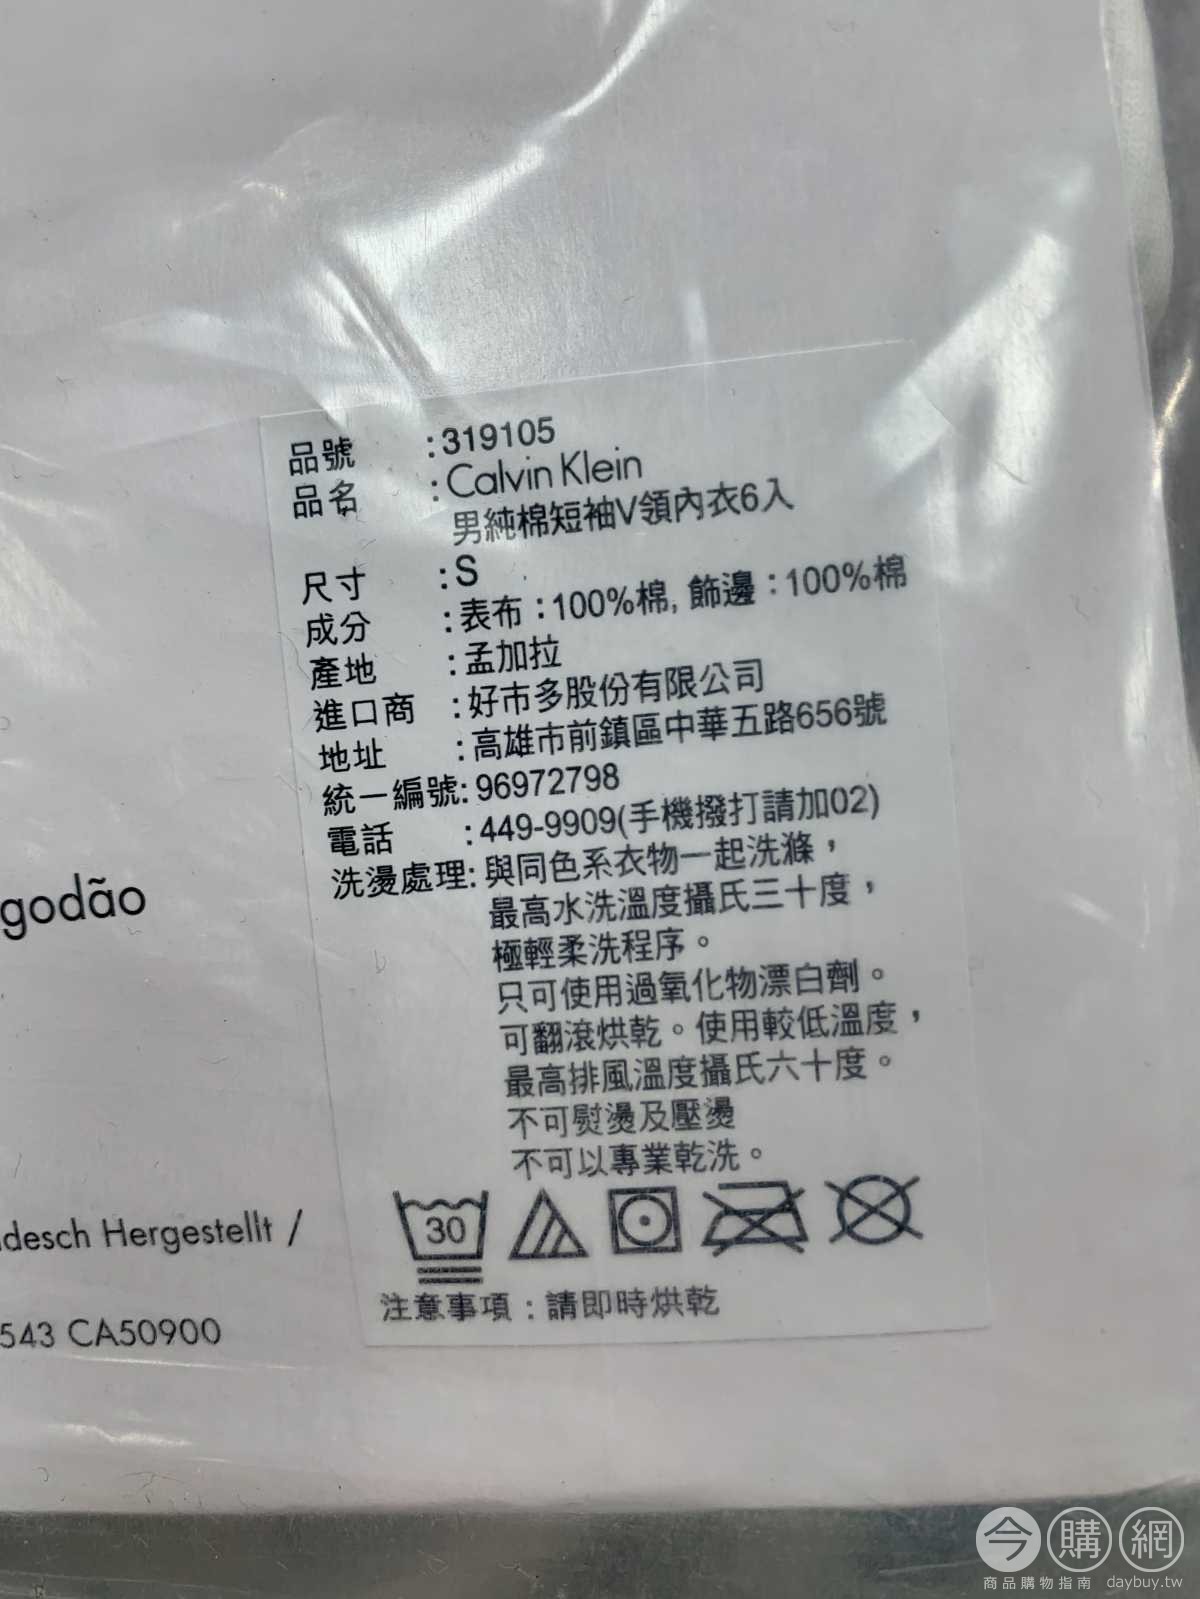 品號 :319105
品名 :Calvin Klein
男純棉短袖V領內衣6入
尺寸 :S
成分 :表布：100%棉, 飾邊：100%棉
產地 :孟加拉
進口商 :好市多股份有限公司
地址 :高雄市前鎮區中華五路656號
統一編號:96972798
電話 :449-9909(手機撥打請加02)
洗燙處理:與同色系衣物一起洗滌，
最高水洗溫度攝氏三十度，
極輕柔洗程序。
只可使用過氧化物漂白劑。
可翻滾烘乾。使用較低溫度，
最高排風溫度攝氏六十度。
不可熨燙及壓燙
不可以專業乾洗。
30
注意事項：請即時烘乾
godão
desch Hergestellt /
543 CA50900
今購網
商品購物指南 daybuy.tw